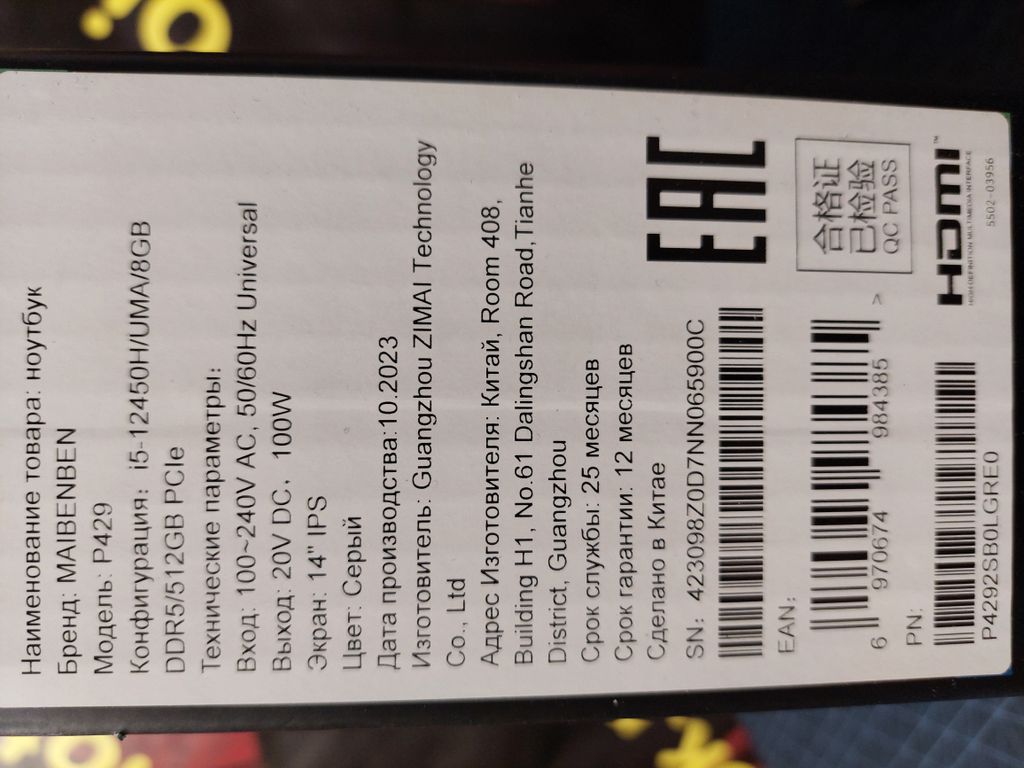 Наименование товара: ноутбук
Бренд: MAIBENBEN
Модель: P429
Конфигурация: i5-12450H/UMA/8GB
DDR5/512GB PCIe
Технические параметры:
Вход: 100~240V AC, 50/60Hz Universal
Выход: 20V DC, 100W
Экран: 14" IPS
Цвет: Серый
Дата производства:10.2023
Изготовитель: Guangzhou ZIMAI Technology
Co., Ltd
Адрес Изготовителя: Китай, Room 408,
Building H1, No.61 Dalingshan Road,Tianhe
District, Guangzhou
Срок службы: 25 месяцев
Срок гарантии: 12 месяцев
Сделано в Китае
EAC
SN: 423098Z0D7NN0659900C
EAN:
6 970674 984385 >
合格证
已检验
QC PASS
PN:
P4292SB0LGRE0
HDMI™
HIGH-DEFINITION MULTIMEDIA INTERFACE
5502-03956